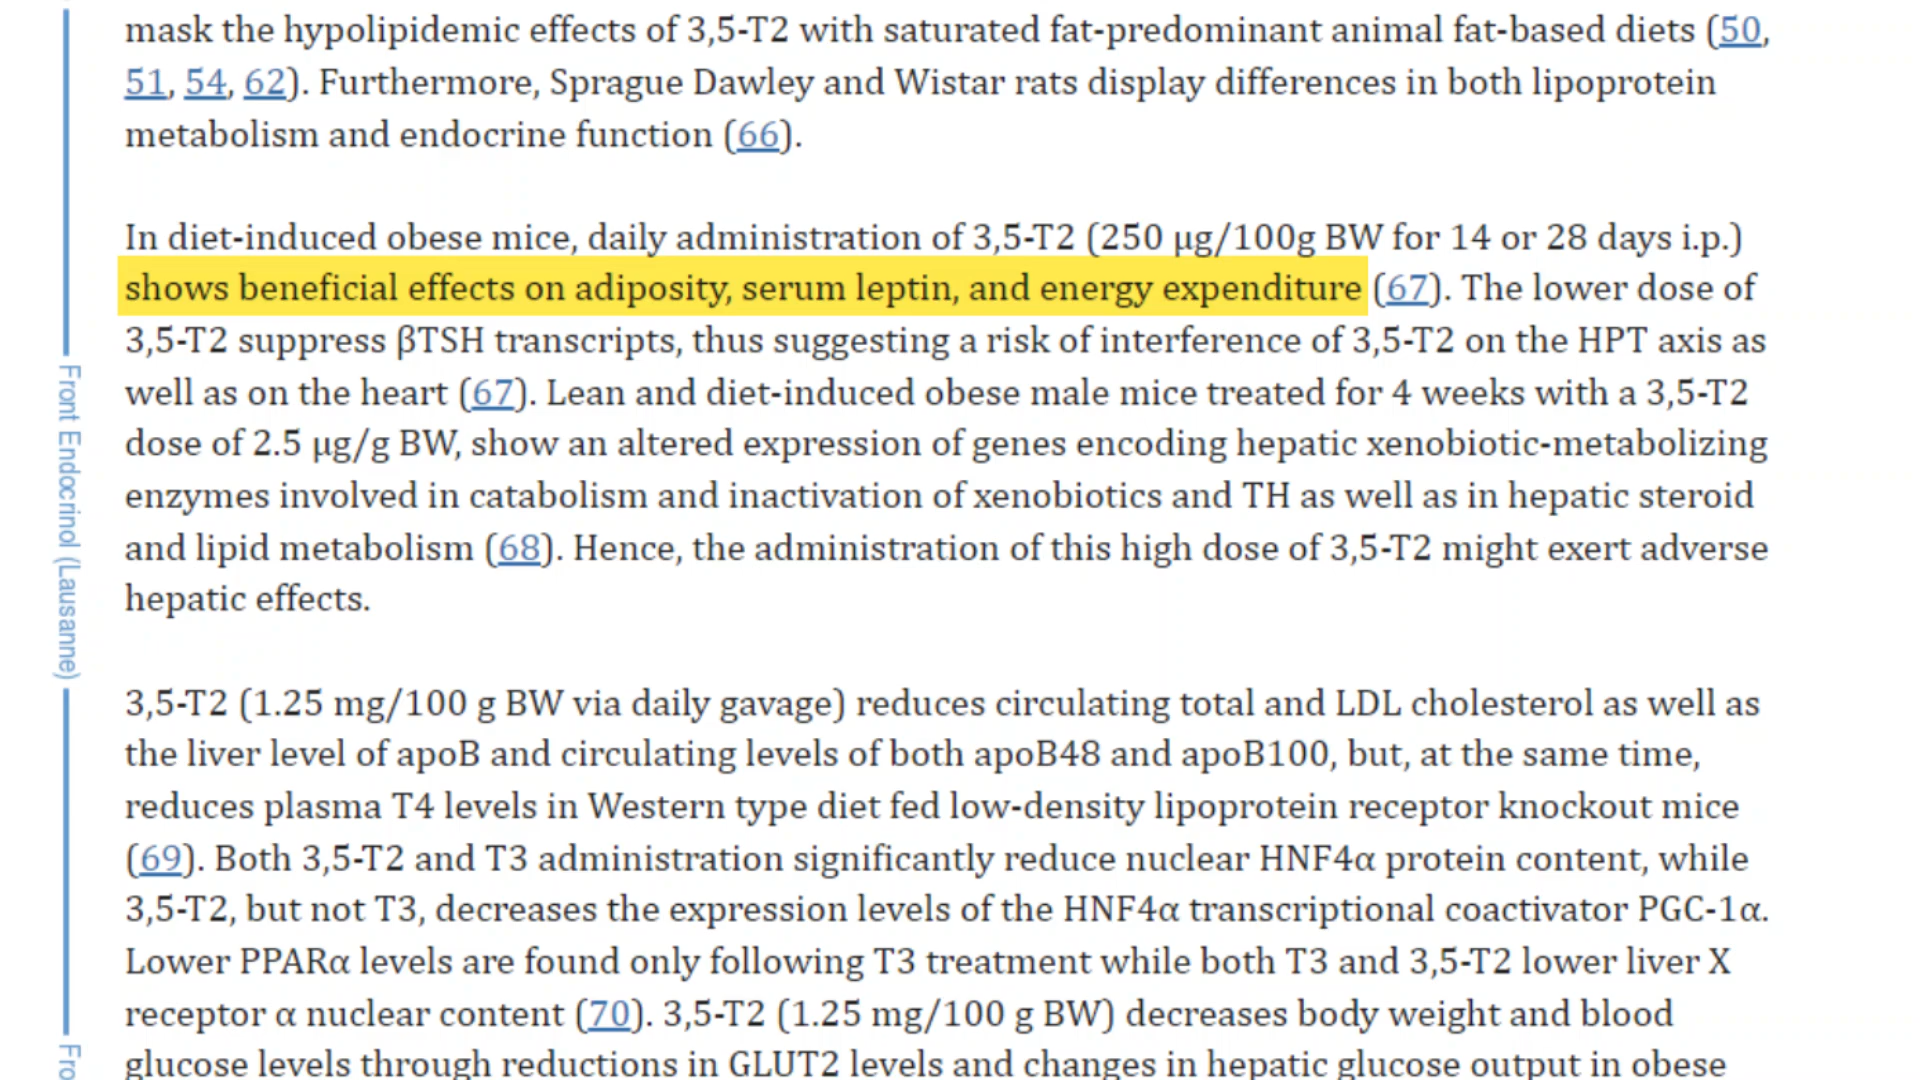 mask the hypolipidemic effects of 3,5-T2 with saturated fat-predominant animal fat-based diets (50,
51, 54, 62). Furthermore, Sprague Dawley and Wistar rats display differences in both lipoprotein
metabolism and endocrine function (66).
In diet-induced obese mice, daily administration of 3,5-T2 (250 μg/100g BW for 14 or 28 days i.p.)
shows beneficial effects on adiposity, serum leptin, and energy expenditure (67). The lower dose of
3,5-T2 suppress βTSH transcripts, thus suggesting a risk of interference of 3,5-T2 on the HPT axis as
well as on the heart (67). Lean and diet-induced obese male mice treated for 4 weeks with a 3,5-T2
dose of 2.5 μg/g BW, show an altered expression of genes encoding hepatic xenobiotic-metabolizing
enzymes involved in catabolism and inactivation of xenobiotics and TH as well as in hepatic steroid
and lipid metabolism (68). Hence, the administration of this high dose of 3,5-T2 might exert adverse
hepatic effects.
3,5-T2 (1.25 mg/100 g BW via daily gavage) reduces circulating total and LDL cholesterol as well as
the liver level of apoB and circulating levels of both apoB48 and apoB100, but, at the same time,
reduces plasma T4 levels in Western type diet fed low-density lipoprotein receptor knockout mice
(69). Both 3,5-T2 and T3 administration significantly reduce nuclear HNF4α protein content, while
3,5-T2, but not T3, decreases the expression levels of the HNF4α transcriptional coactivator PGC-1α.
Lower PPARα levels are found only following T3 treatment while both T3 and 3,5-T2 lower liver X
receptor α nuclear content (70). 3,5-T2 (1.25 mg/100 g BW) decreases body weight and blood
glucose levels through reductions in GLUT2 levels and changes in hepatic glucose output in obese
Front Endocrinol (Lausanne)
Fro